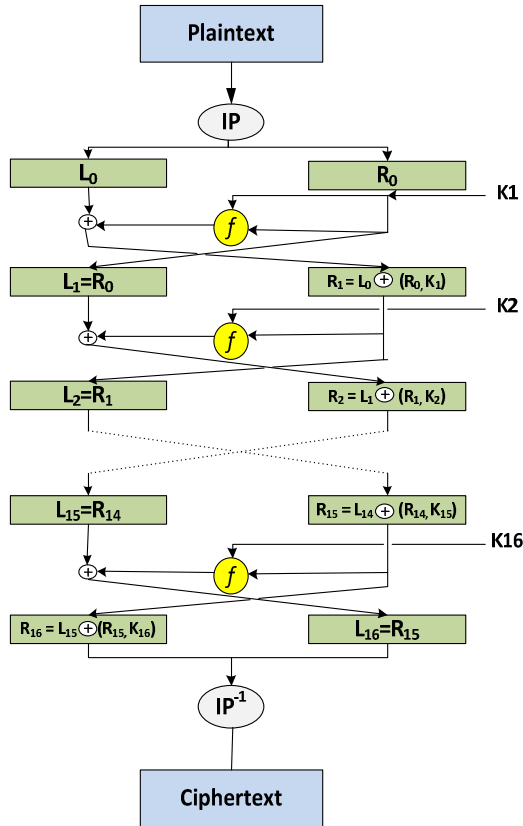 Plaintext
IP
L₀
R₀
K1
+
f
L₁=R₀
R₁ = L₀ + (R₀, K₁)
K2
+
f
L₂=R₁
R₂ = L₁ + (R₁, K₂)
L₁₅=R₁₄
R₁₅ = L₁₄ + (R₁₄, K₁₅)
K16
+
f
R₁₆ = L₁₅ + (R₁₅, K₁₆)
L₁₆=R₁₅
IP⁻¹
Ciphertext